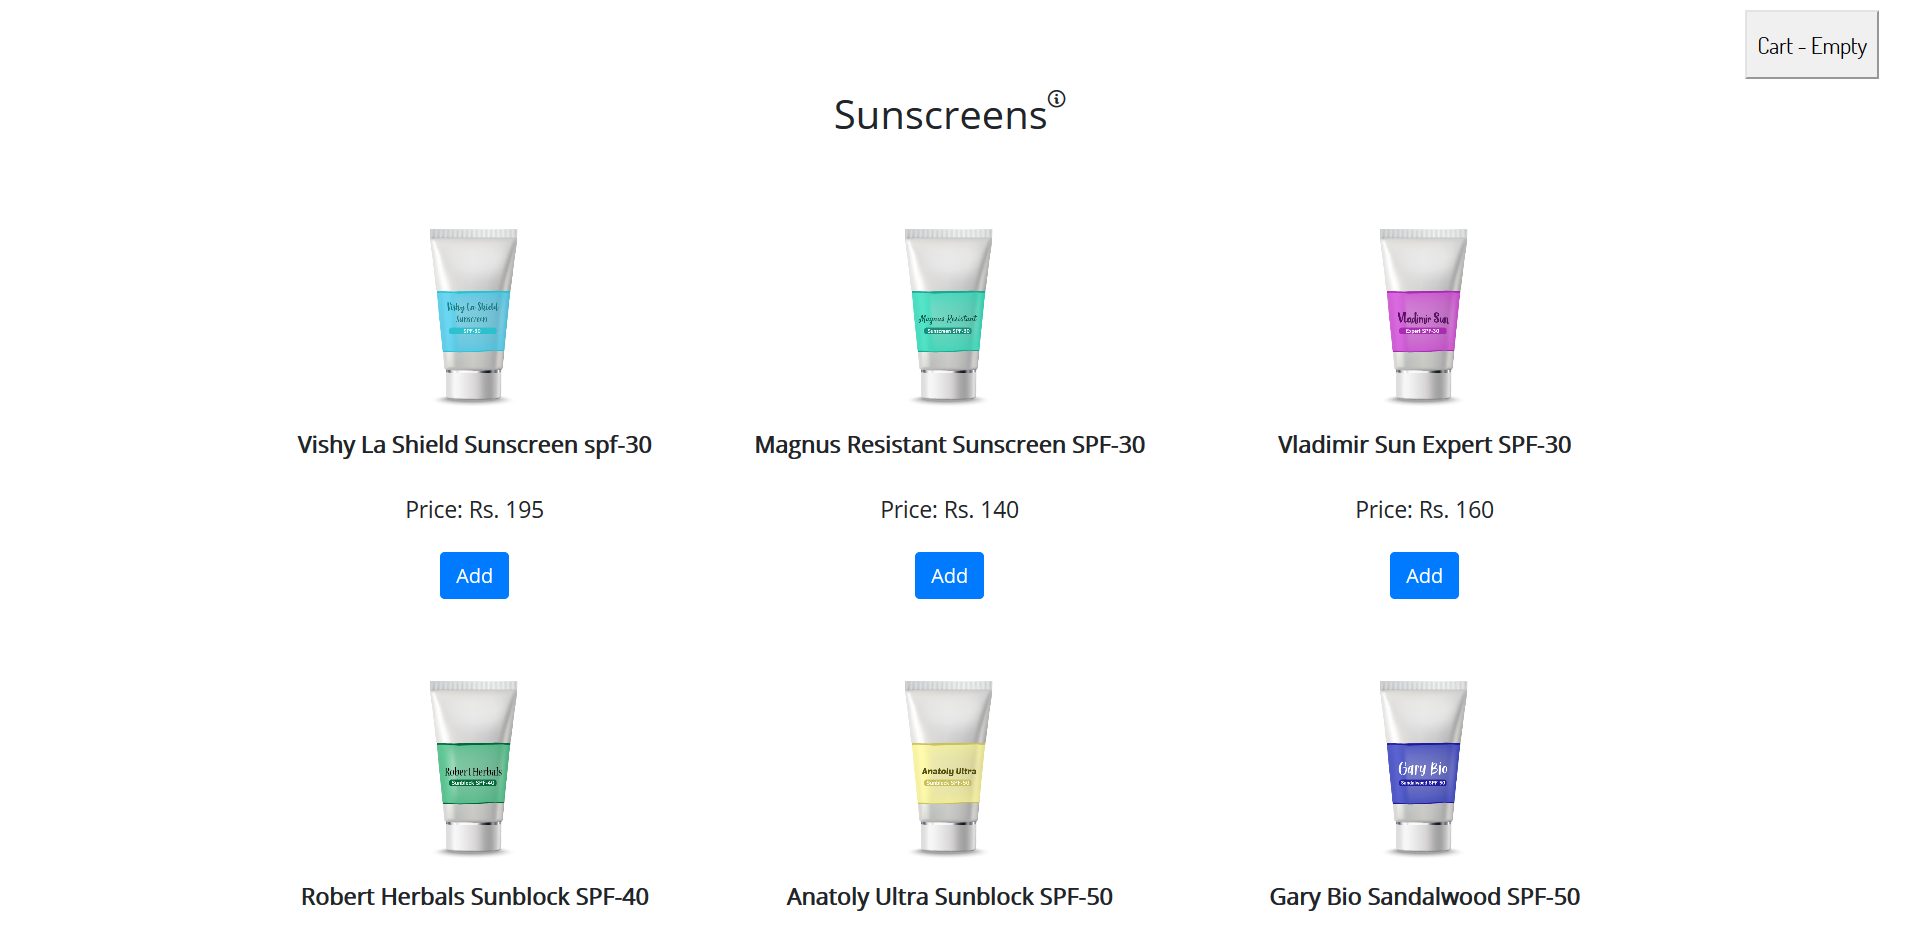 Cart - Empty
Sunscreens
Vishy La Shield
Sunscreen
SPF-30
Magnus Resistant
Sunscreen SPF-30
Vladimir Sun
Expert SPF-30
Vishy La Shield Sunscreen spf-30
Magnus Resistant Sunscreen SPF-30
Vladimir Sun Expert SPF-30
Price: Rs. 195
Price: Rs. 140
Price: Rs. 160
Add
Add
Add
Robert Herbals
Sunblock SPF-40
Anatoly Ultra
Sunblock SPF-50
Gary Bio
Sandalwood SPF-50
Robert Herbals Sunblock SPF-40
Anatoly Ultra Sunblock SPF-50
Gary Bio Sandalwood SPF-50